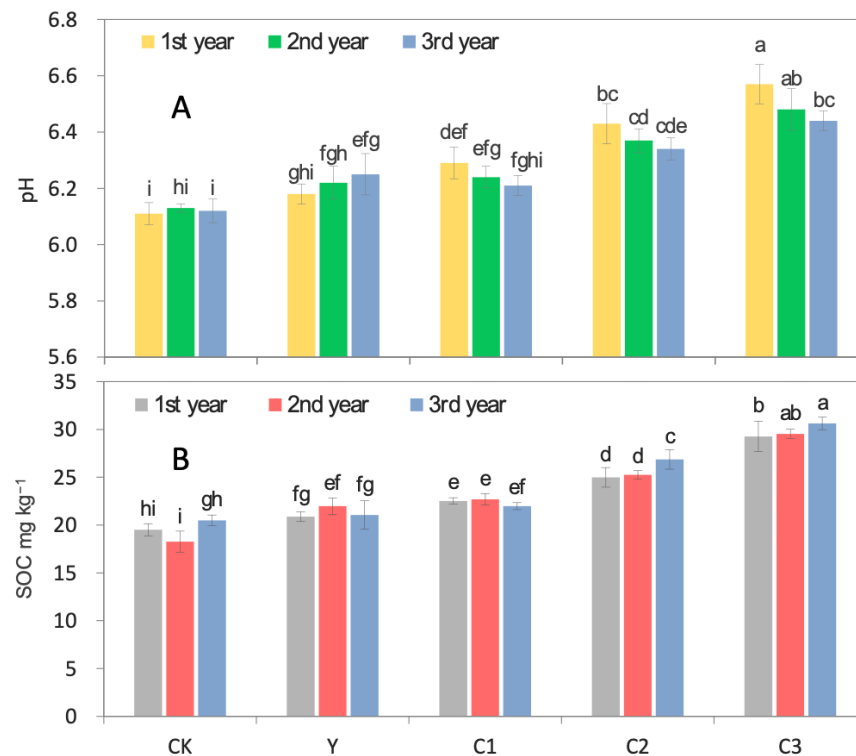 6.8
1st year 2nd year 3rd year
A
6.6
6.4
6.2
6.0
5.8
5.6
pH
i hi i
ghi fgh efg
def efg fghi
bc cd cde
a ab bc
35
1st year 2nd year 3rd year
B
30
25
20
15
10
5
0
SOC mg kg⁻¹
hi i gh
fg ef fg
e e ef
d d c
b ab a
CK Y C1 C2 C3